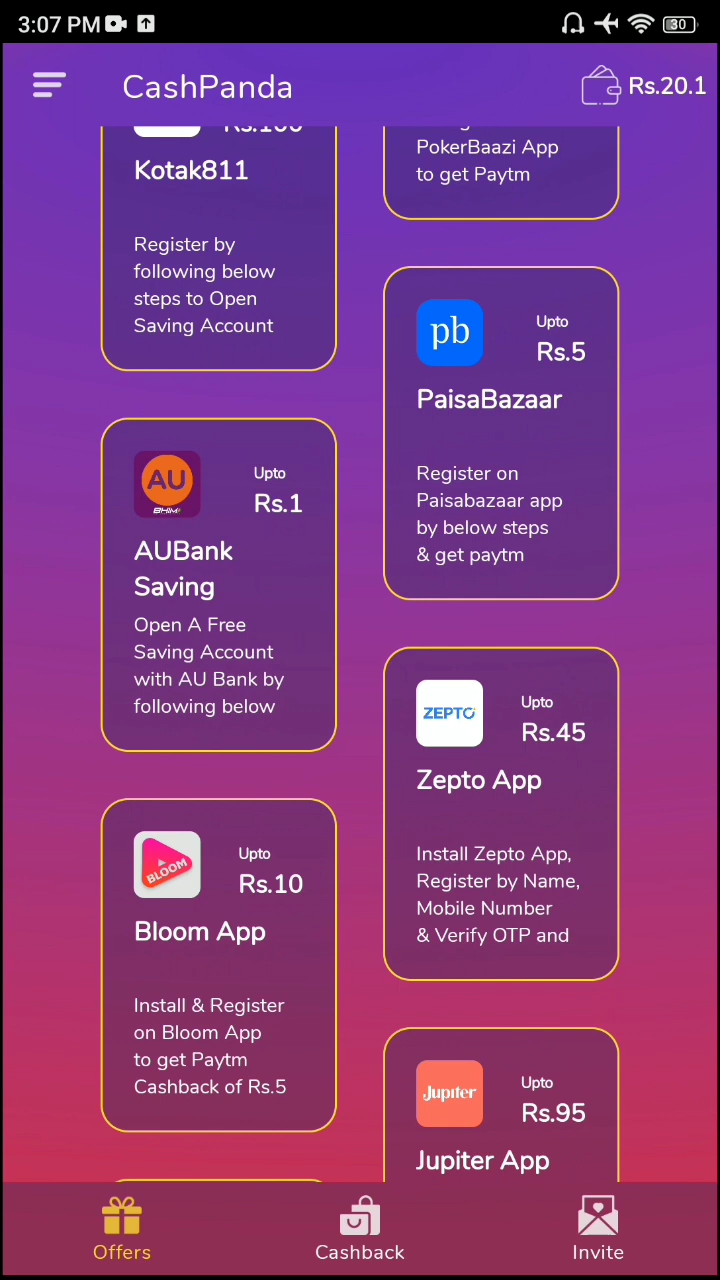 3:07 PM
30
CashPanda
Rs.20.1
Kotak811
Register by
following below
steps to Open
Saving Account
PokerBaazi App
to get Paytm
pb
Upto
Rs.5
PaisaBazaar
Register on
Paisabazaar app
by below steps
& get paytm
AU
BHIM
Upto
Rs.1
AUBank
Saving
Open A Free
Saving Account
with AU Bank by
following below
ZEPTO
Upto
Rs.45
Zepto App
Install Zepto App,
Register by Name,
Mobile Number
& Verify OTP and
BLOOM
Upto
Rs.10
Bloom App
Install & Register
on Bloom App
to get Paytm
Cashback of Rs.5
Jupiter
Upto
Rs.95
Jupiter App
Offers
Cashback
Invite